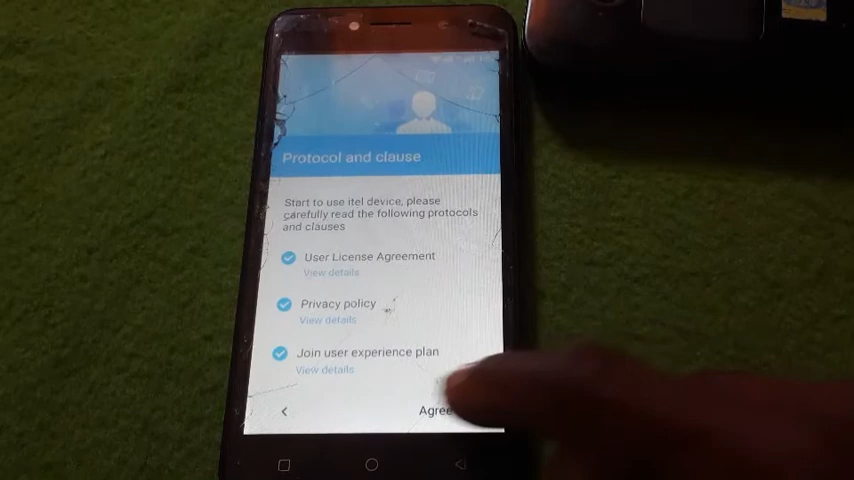 Protocol and clause
Start to use itel device, please
carefully read the following protocols
and clauses
User License Agreement
View details
Privacy policy
View details
Join user experience plan
View details
Agree